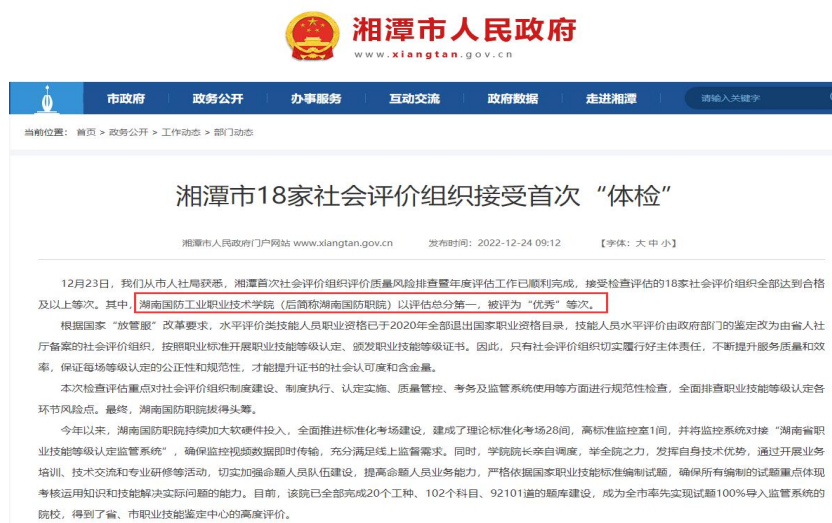 湘潭市人民政府
www.xiangtan.gov.cn
市政府 政务公开 办事服务 互动交流 政府数据 走进湘潭 请输入关键字
当前位置： 首页 > 政务公开 > 工作动态 > 部门动态
湘潭市18家社会评价组织接受首次“体检”
湘潭市人民政府门户网站 www.xiangtan.gov.cn 发布时间：2022-12-24 09:12 【字体：大 中 小】
12月23日，我们从市人社局获悉，湘潭首次社会评价组织评价质量风险排查暨年度评估工作已顺利完成，接受检查评估的18家社会评价组织全部达到合格
及以上等次。其中，湖南国防工业职业技术学院（后简称湖南国防职院）以评估总分第一，被评为“优秀”等次。
根据国家“放管服”改革要求，水平评价类技能人员职业资格已于2020年全部退出国家职业资格目录，技能人员水平评价由政府部门的鉴定改为由省人社
厅备案的社会评价组织，按照职业标准开展职业技能等级认定、颁发职业技能等级证书。因此，只有社会评价组织切实履行好主体责任，不断提升服务质量和效
率，保证每场等级认定的公正性和规范性，才能提升证书的社会认可度和含金量。
本次检查评估重点对社会评价组织制度建设、制度执行、认定实施、质量管控、考务及监管系统使用等方面进行规范性检查，全面排查职业技能等级认定各
环节风险点。最终，湖南国防职院拔得头筹。
今年以来，湖南国防职院持续加大软硬件投入，全面推进标准化考场建设，建成了理论标准化考场28间，高标准监控室1间，并将监控系统对接“湖南省职
业技能等级认定监管系统”，确保监控视频数据即时传输，充分满足线上监督需求。同时，学院院长亲自调度，举全院之力，发挥自身技术优势，通过开展业务
培训、技术交流和专业研修等活动，切实加强命题人员队伍建设，提高命题人员业务能力，严格依据国家职业技能标准编制试题，确保所有编制的试题重点体现
考核运用知识和技能解决实际问题的能力。目前，该院已全部完成20个工种、102个科目、92101道的题库建设，成为全市率先实现试题100%导入监管系统的
院校，得到了省、市职业技能鉴定中心的高度评价。